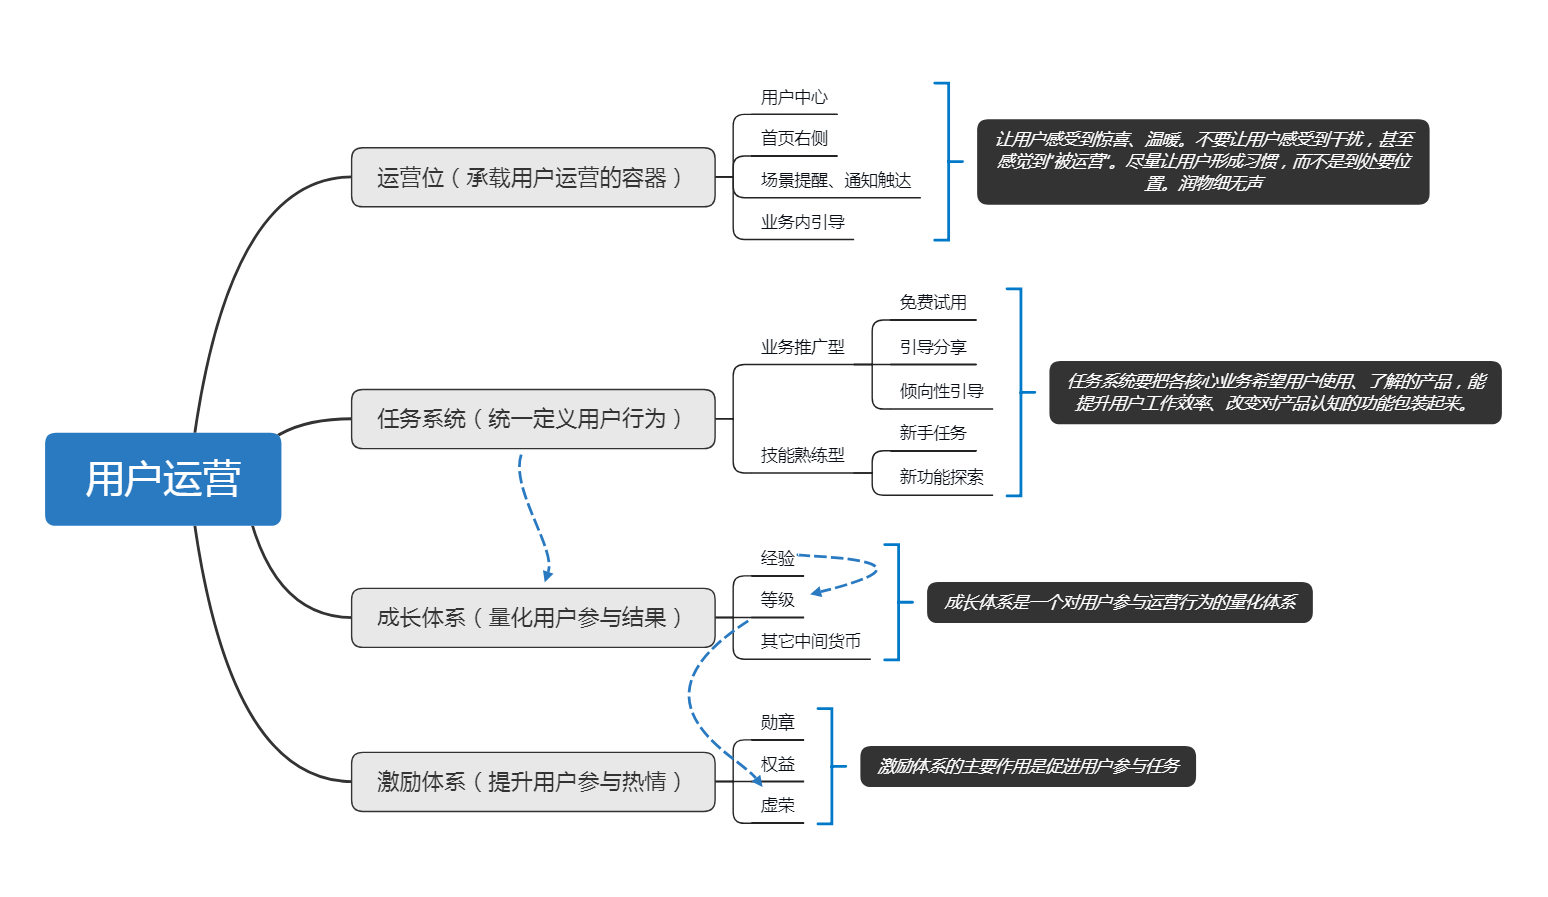 用户运营
运营位（承载用户运营的容器）
用户中心
首页右侧
场景提醒、通知触达
业务内引导
让用户感受到惊喜、温暖。不要让用户感受到干扰，甚至
感觉到“被运营”。尽量让用户形成习惯，而不是到处要位
置。润物细无声
任务系统（统一定义用户行为）
业务推广型
免费试用
引导分享
倾向性引导
技能熟练型
新手任务
新功能探索
任务系统要把各核心业务希望用户使用、了解的产品，能
提升用户工作效率、改变对产品认知的功能包装起来。
成长体系（量化用户参与结果）
经验
等级
其它中间货币
成长体系是一个对用户参与运营行为的量化体系
激励体系（提升用户参与热情）
勋章
权益
虚荣
激励体系的主要作用是促进用户参与任务